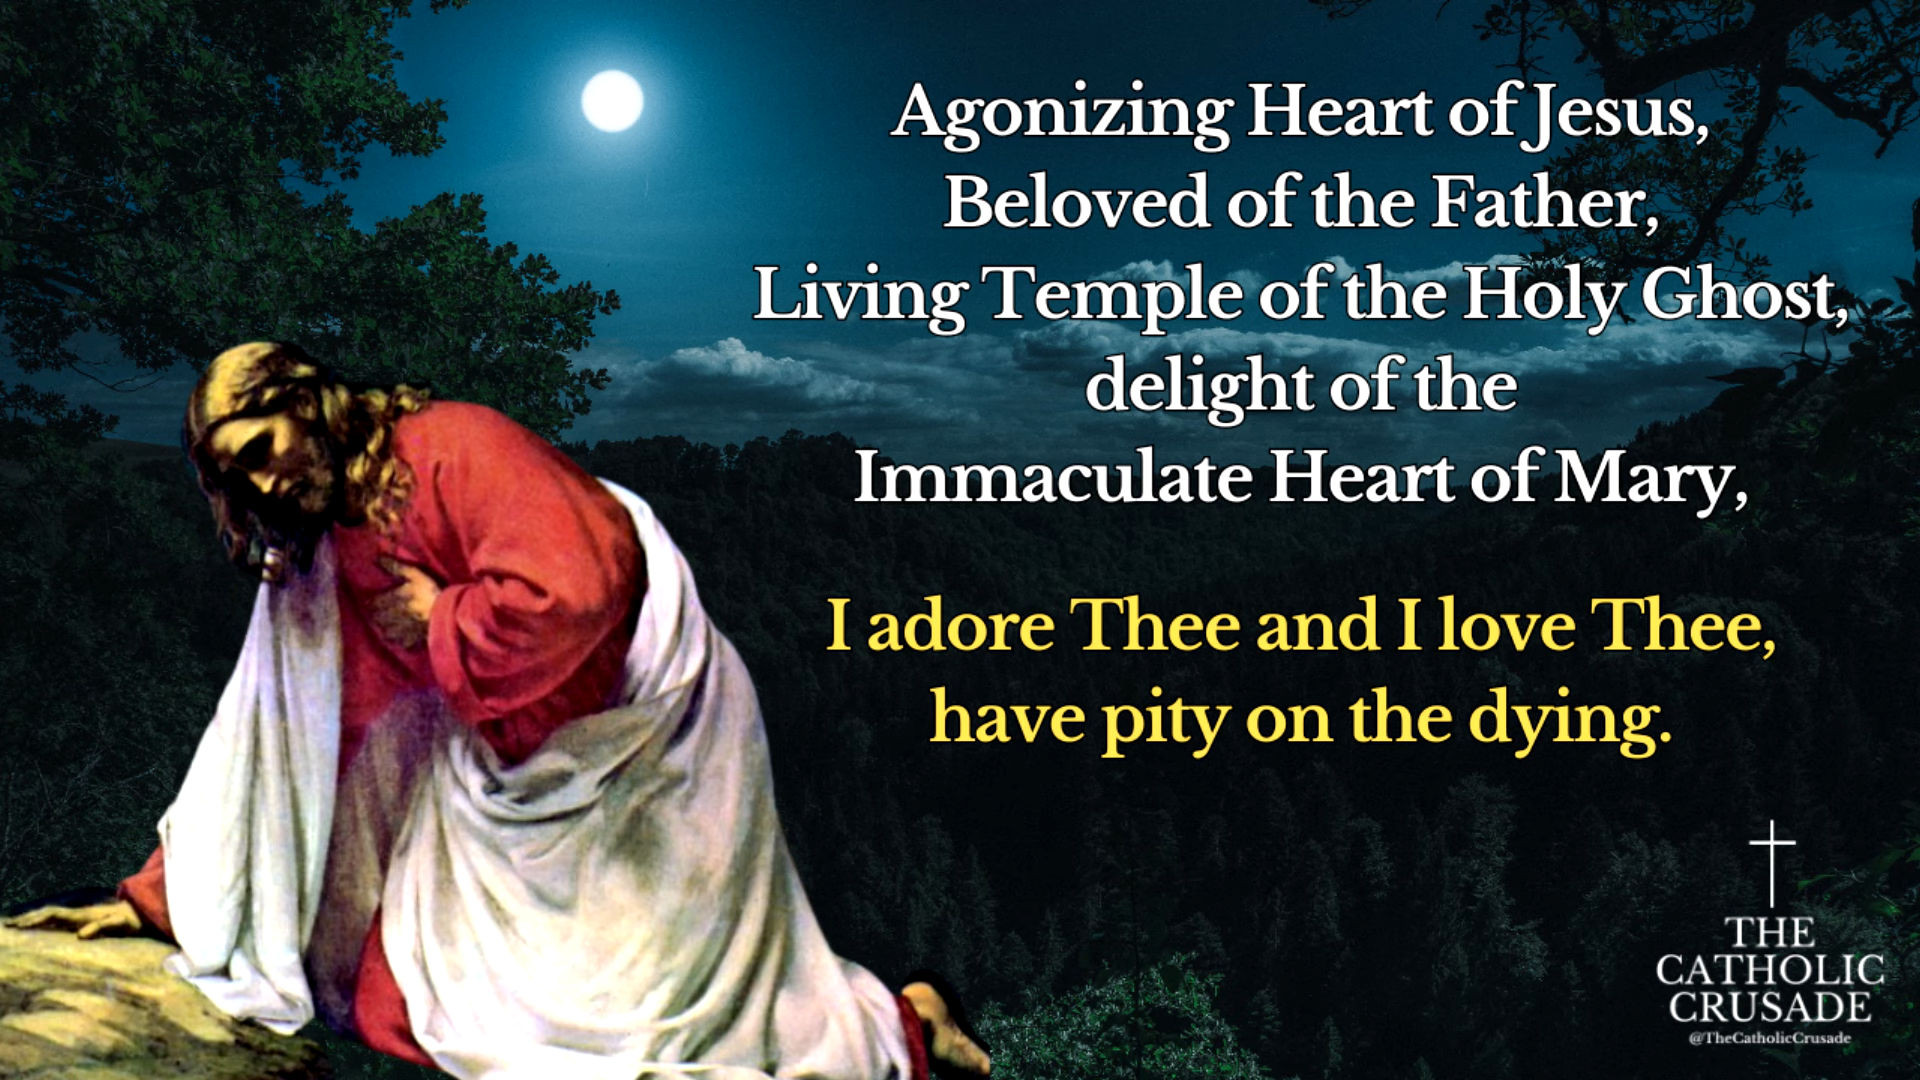 Agonizing Heart of Jesus,
Beloved of the Father,
Living Temple of the Holy Ghost,
delight of the
Immaculate Heart of Mary,
I adore Thee and I love Thee,
have pity on the dying.
THE
CATHOLIC
CRUSADE
@TheCatholicCrusade